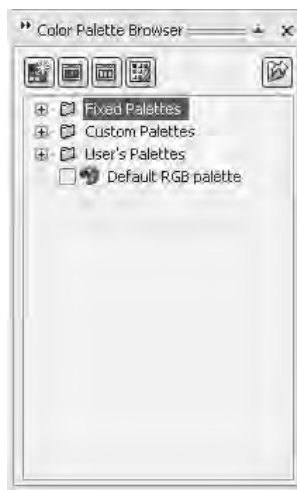 Color Palette Browser
Fixed Palettes
Custom Palettes
User's Palettes
Default RGB palette